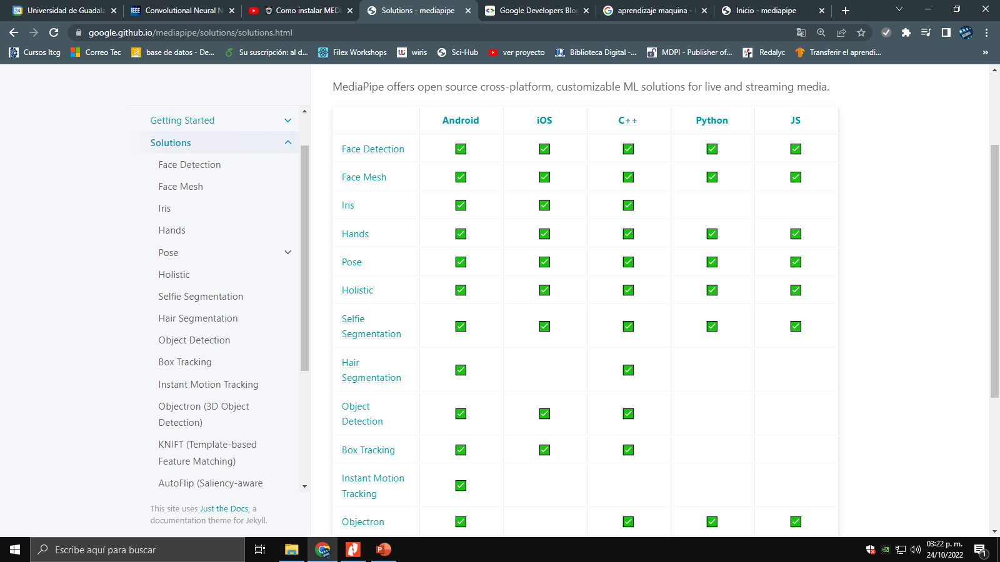 Universidad de Guadala
Convolutional Neural N
Como instalar MEDI
Solutions - mediapipe
Google Developers Blog
aprendizaje maquina -
Inicio - mediapipe
google.github.io/mediapipe/solutions/solutions.html
Cursos Itcg
Correo Tec
base de datos - De...
Su suscripción: al d...
Filex Workshops
wiris
Sci-Hub
ver proyecto
Biblioteca Digital -...
MDPI - Publisher of...
Redalyc
Transferir el aprendi...
»
Getting Started
Solutions
Face Detection
Face Mesh
Iris
Hands
Pose
Holistic
Selfie Segmentation
Hair Segmentation
Object Detection
Box Tracking
Instant Motion Tracking
Objectron (3D Object
Detection)
KNIFT (Template-based
Feature Matching)
AutoFlip (Saliency-aware
This site uses Just the Docs, a
documentation theme for Jekyll.
MediaPipe offers open source cross-platform, customizable ML solutions for live and streaming media.
Android iOS C++ Python JS
Face Detection ✅ ✅ ✅ ✅ ✅
Face Mesh ✅ ✅ ✅ ✅ ✅
Iris ✅ ✅ ✅
Hands ✅ ✅ ✅ ✅ ✅
Pose ✅ ✅ ✅ ✅ ✅
Holistic ✅ ✅ ✅ ✅ ✅
Selfie
Segmentation ✅ ✅ ✅ ✅ ✅
Hair
Segmentation ✅ ✅
Object
Detection ✅ ✅ ✅
Box Tracking ✅ ✅ ✅
Instant Motion
Tracking ✅
Objectron ✅ ✅ ✅ ✅
Escribe aquí para buscar
03:22 p. m.
24/10/2022
1